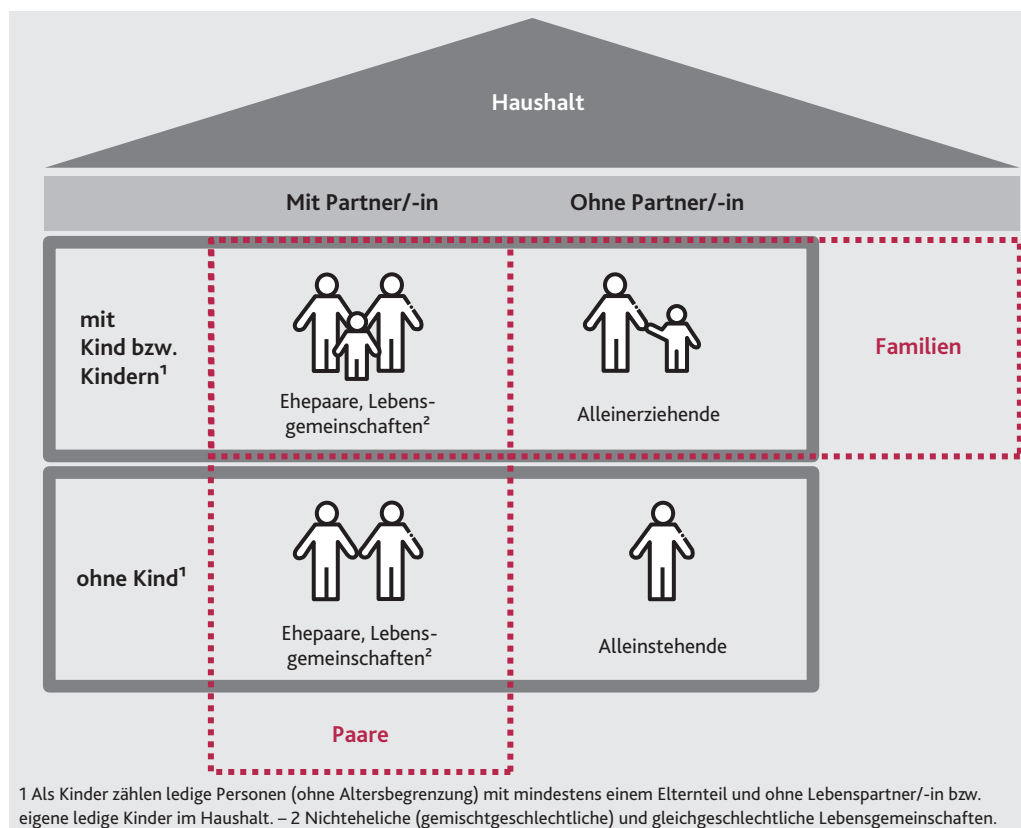 Haushalt
Mit Partner/-in
Ohne Partner/-in
mit
Kind bzw.
Kindern¹
Ehepaare, Lebens-
gemeinschaften²
Alleinerziehende
Familien
ohne Kind¹
Ehepaare, Lebens-
gemeinschaften²
Alleinstehende
Paare
1 Als Kinder zählen ledige Personen (ohne Altersbegrenzung) mit mindestens einem Elternteil und ohne Lebenspartner/-in bzw.
eigene ledige Kinder im Haushalt. – 2 Nichteheliche (gemischtgeschlechtliche) und gleichgeschlechtliche Lebensgemeinschaften.